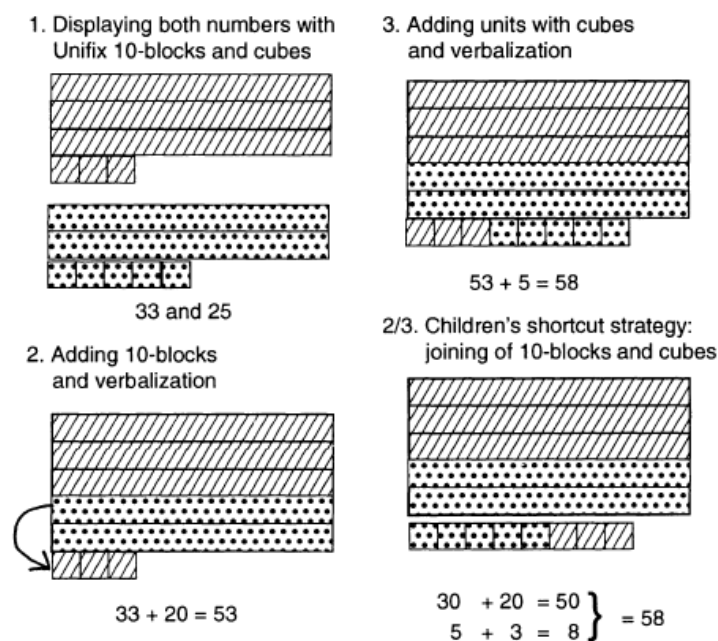 1. Displaying both numbers with
Unifix 10-blocks and cubes
33 and 25
2. Adding 10-blocks
and verbalization
33 + 20 = 53
3. Adding units with cubes
and verbalization
53 + 5 = 58
2/3. Children's shortcut strategy:
joining of 10-blocks and cubes
30 + 20 = 50
5 + 3 = 8
} = 58